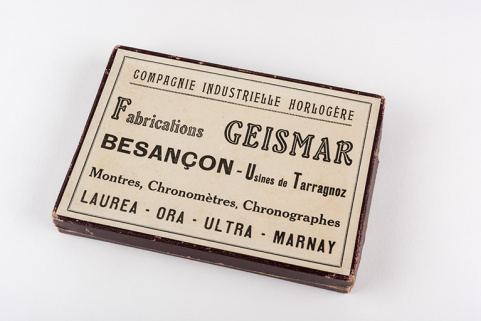 COMPAGNIE INDUSTRIELLE HORLOGÈRE
Fabrications GEISMAR
BESANÇON - Usines de Tarragnoz
Montres, Chronomètres, Chronographes
LAUREA - ORA - ULTRA - MARNAY